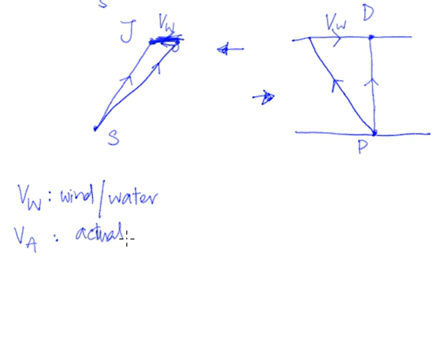 s
J V_W
V_W D
S
P
V_W : wind/water
V_A : actual